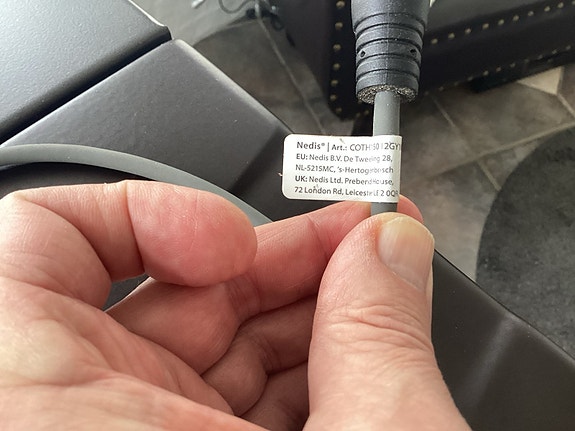 Nedis® | Art.: COTH15012GY
EU: Nedis B.V. De Tweeling 28,
NL-5215MC, 's-Hertogenbosch
UK: Nedis Ltd. Prebend House,
72 London Rd, Leicester